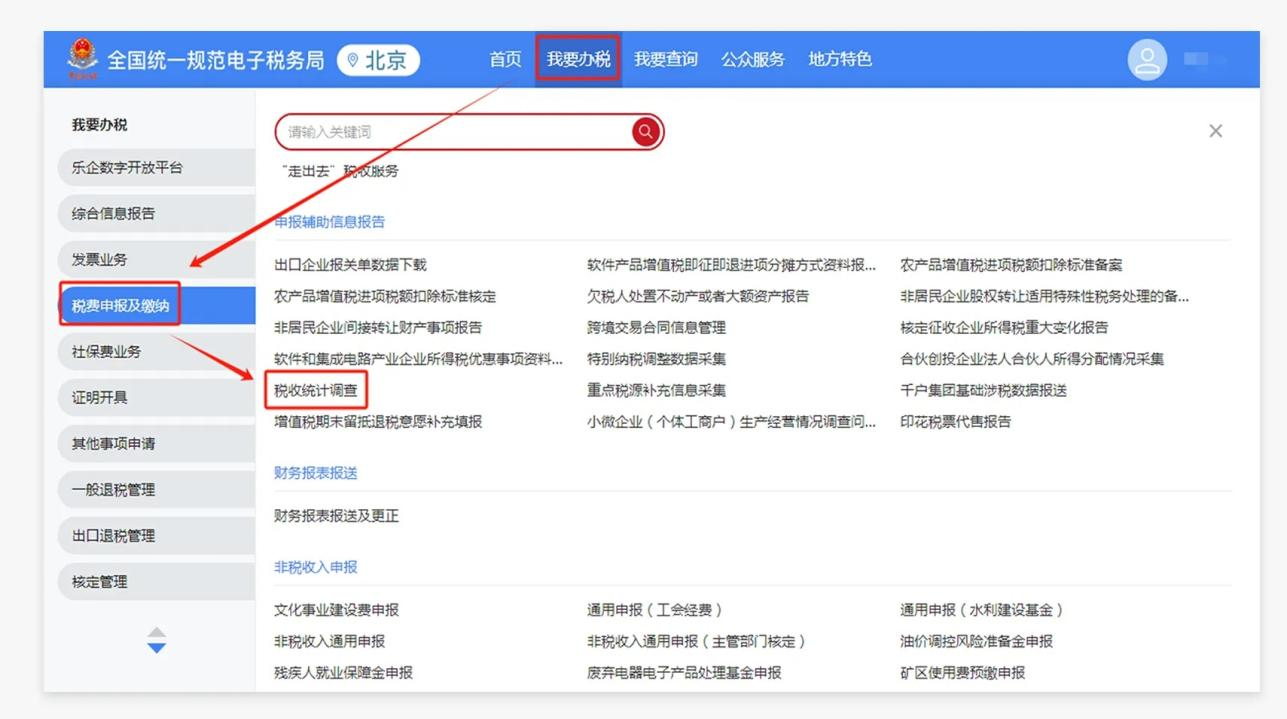 全国统一规范电子税务局 北京 首页 我要办税 我要查询 公众服务 地方特色
我要办税
乐企数字开放平台
综合信息报告
发票业务
税费申报及缴纳
社保费业务
证明开具
其他事项申请
一般退税管理
出口退税管理
核定管理
请输入关键词
“走出去”税收服务
申报辅助信息报告
出口企业报关单数据下载 软件产品增值税即征即退进项分摊方式资料报... 农产品增值税进项税额扣除标准备案
农产品增值税进项税额扣除标准核定 欠税人处置不动产或者大额资产报告 非居民企业股权转让适用特殊性税务处理的备...
非居民企业间接转让财产事项报告 跨境交易合同信息管理 核定征收企业所得税重大变化报告
软件和集成电路产业企业所得税优惠事项资料... 特别纳税调整数据采集 合伙创投企业法人合伙人所得分配情况采集
税收统计调查 重点税源补充信息采集 千户集团基础涉税数据报送
增值税期末留抵退税意愿补充填报 小微企业（个体工商户）生产经营情况调查问... 印花税票代售报告
财务报表报送
财务报表报送及更正
非税收入申报
文化事业建设费申报 通用申报（工会经费） 通用申报（水利建设基金）
非税收入通用申报 非税收入通用申报（主管部门核定） 油价调控风险准备金申报
残疾人就业保障金申报 废弃电器电子产品处理基金申报 矿区使用费预缴申报